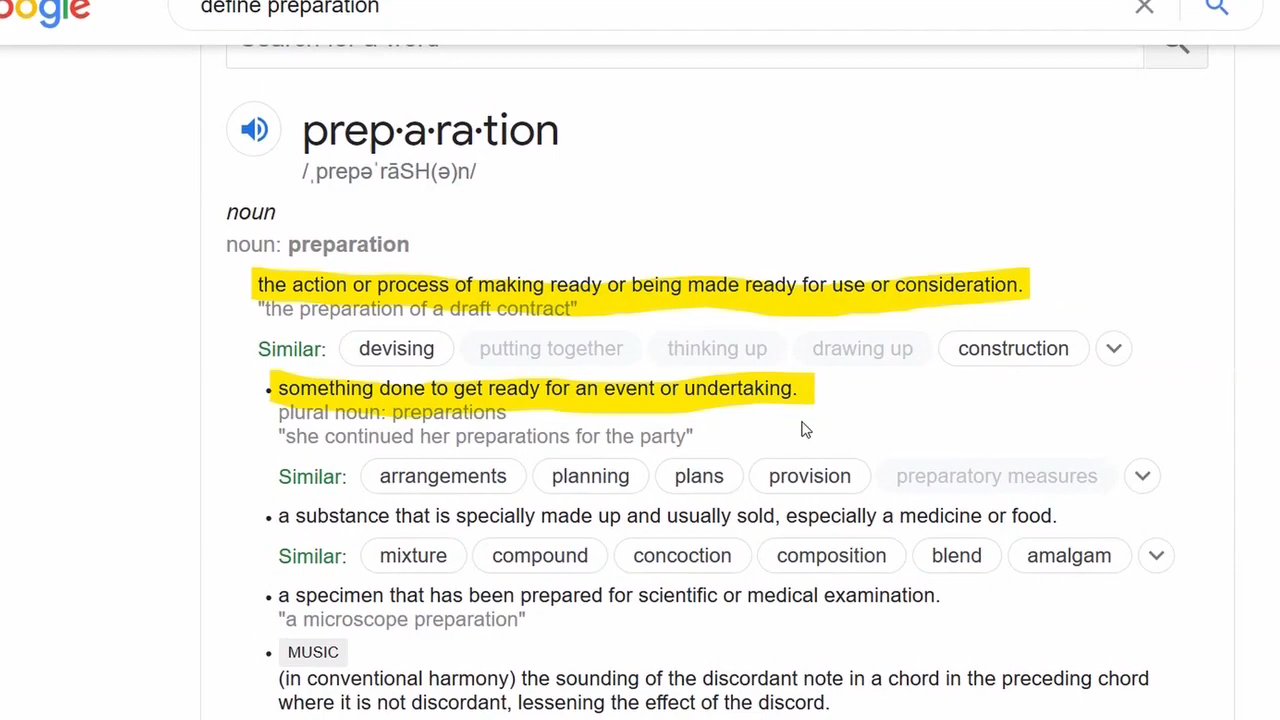 define preparation
prep·a·ra·tion
/ˌprepəˈrāSH(ə)n/
noun
noun: preparation
the action or process of making ready or being made ready for use or consideration.
"the preparation of a draft contract"
Similar: devising putting together thinking up drawing up construction
• something done to get ready for an event or undertaking.
plural noun: preparations
"she continued her preparations for the party"
Similar: arrangements planning plans provision preparatory measures
• a substance that is specially made up and usually sold, especially a medicine or food.
Similar: mixture compound concoction composition blend amalgam
• a specimen that has been prepared for scientific or medical examination.
"a microscope preparation"
• MUSIC
(in conventional harmony) the sounding of the discordant note in a chord in the preceding chord
where it is not discordant, lessening the effect of the discord.